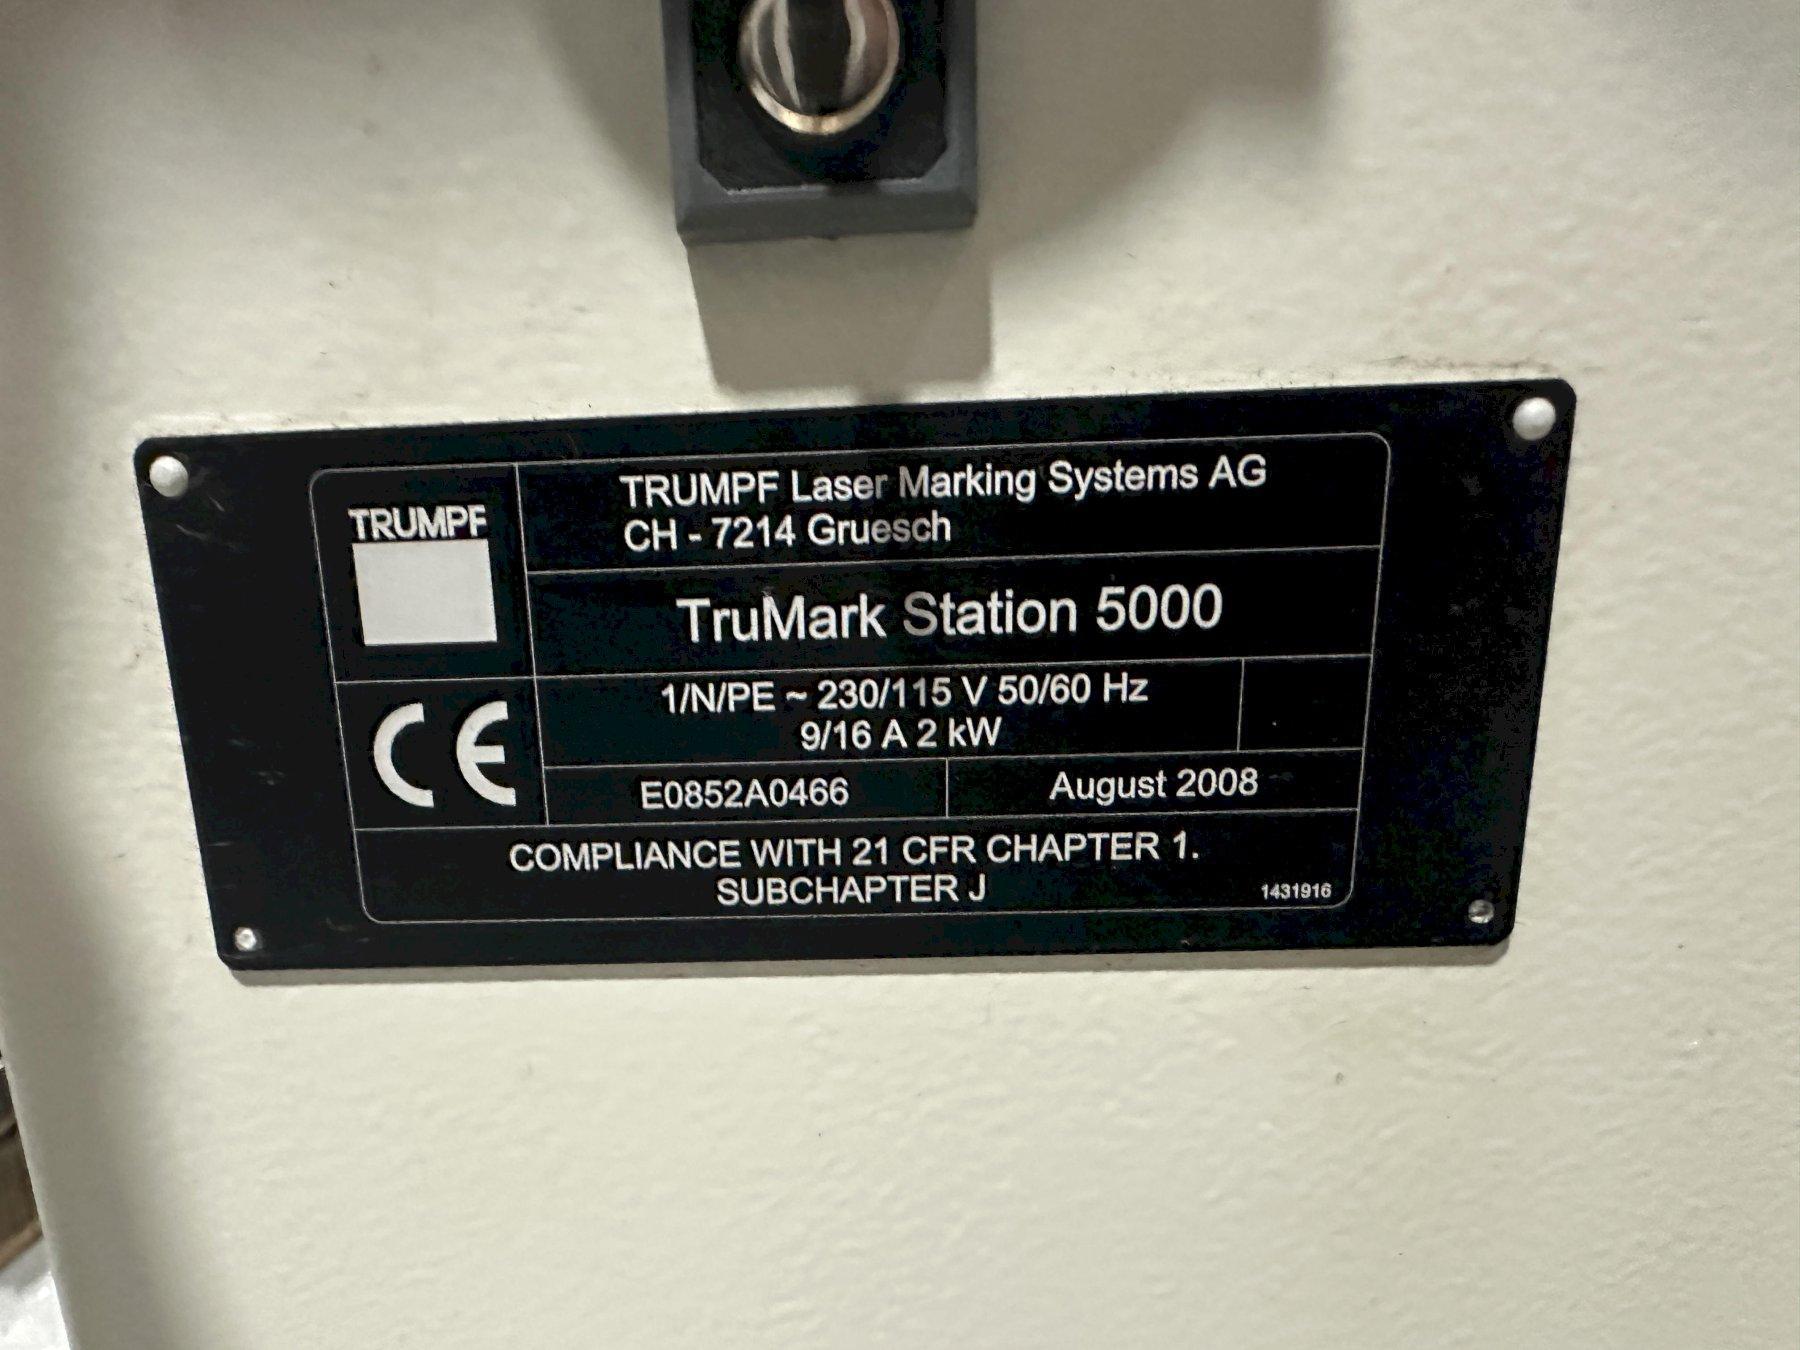 TRUMPF
TRUMPF Laser Marking Systems AG
CH - 7214 Gruesch
TruMark Station 5000
CE
1/N/PE ~ 230/115 V 50/60 Hz
9/16 A 2 kW
E0852A0466
August 2008
COMPLIANCE WITH 21 CFR CHAPTER 1.
SUBCHAPTER J
1431916